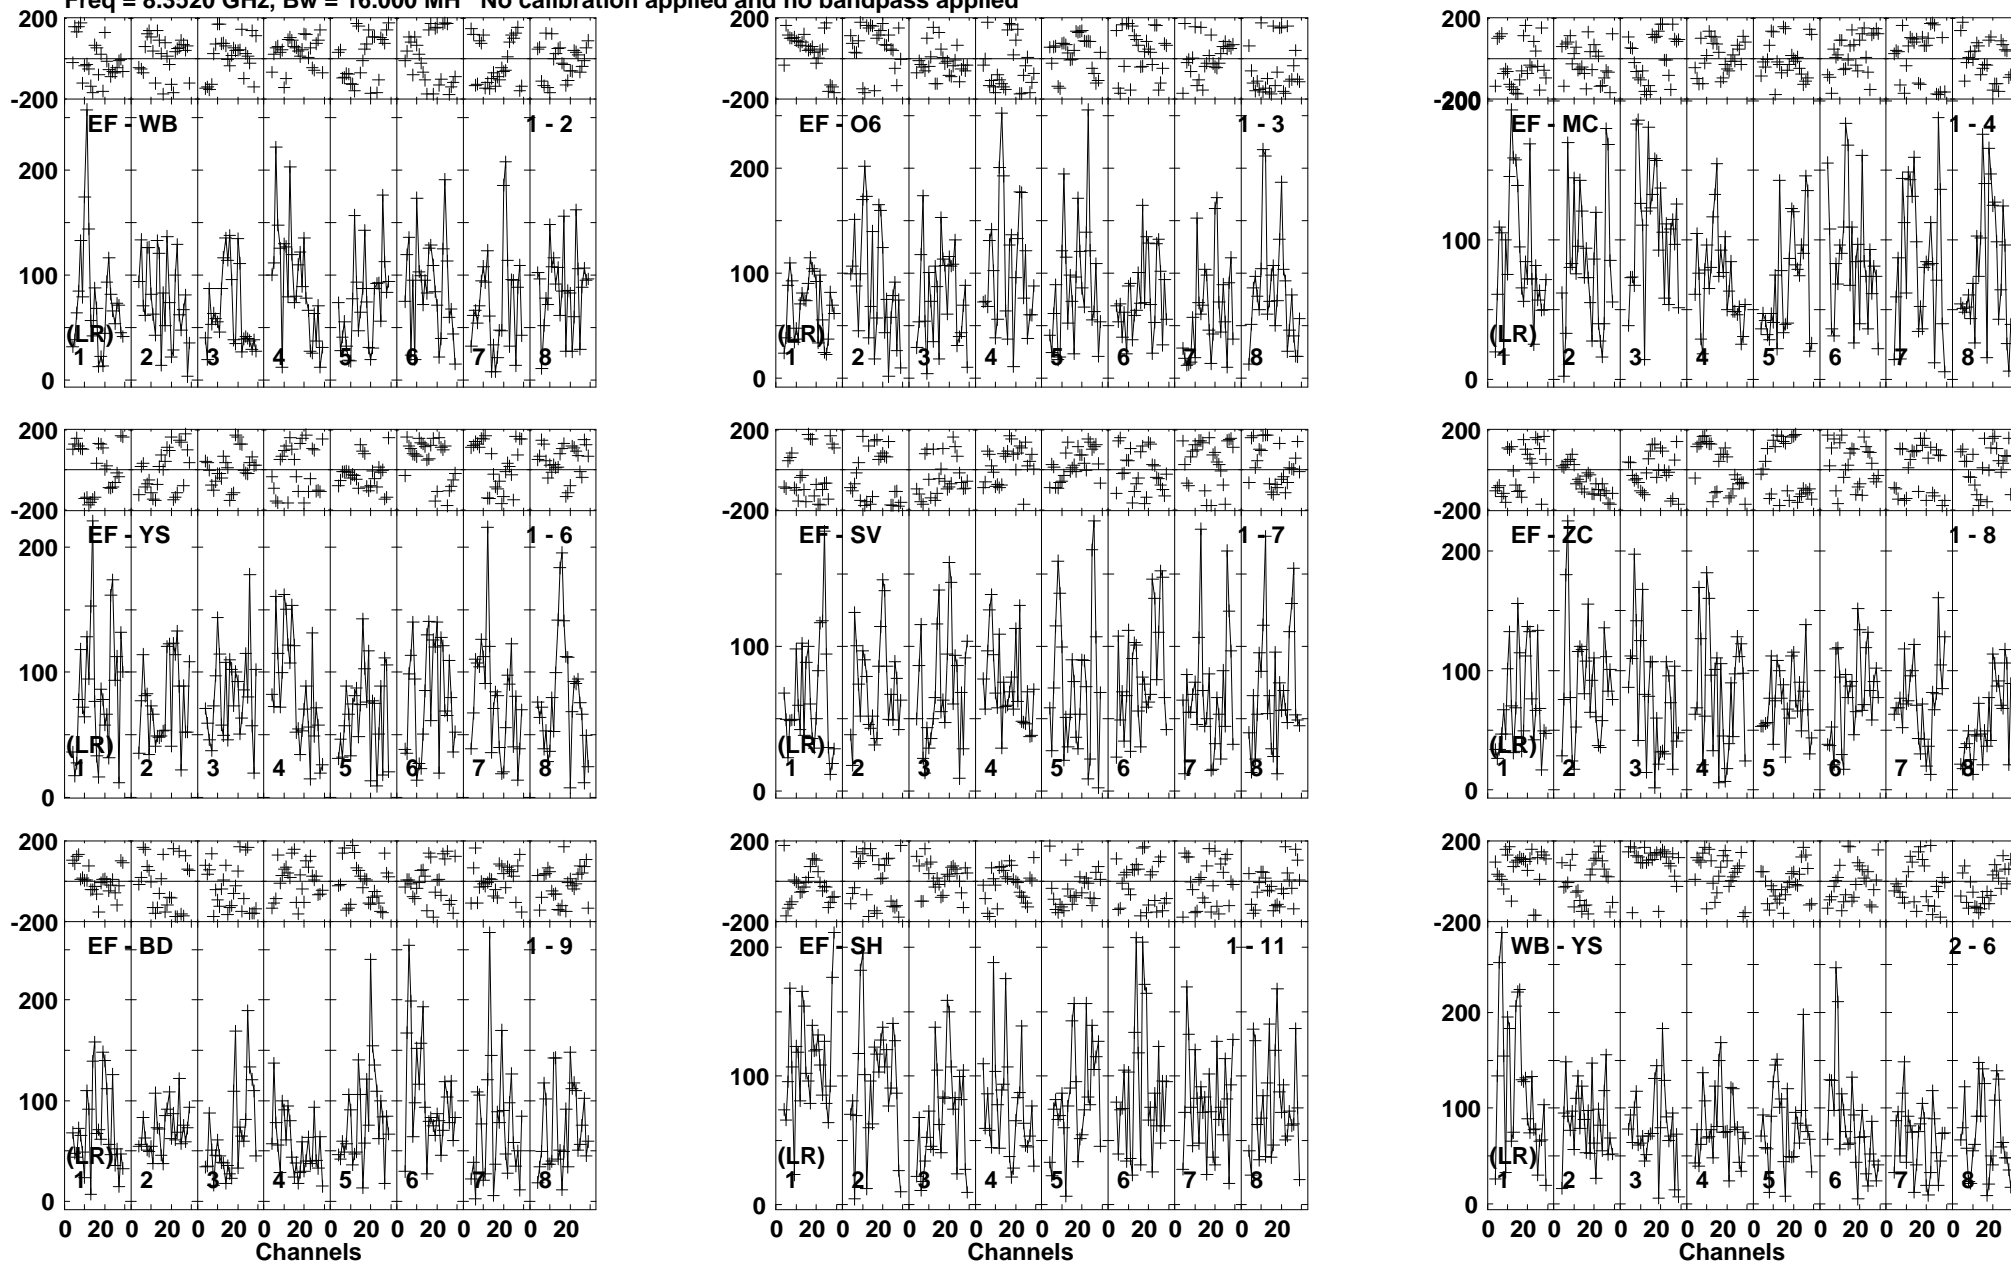 Freq = 8.3520 GHz, Bw = 16.000 MH No calibration applied and no bandpass applied
200 200 200
-200 -200 -200
EF - WB 1 - 2 EF - O6 1 - 3 EF - MC 1 - 4
200 200 200
100 100 100
(LR) (LR) (LR)
1 2 3 4 5 6 7 8 1 2 3 4 5 6 7 8 1 2 3 4 5 6 7 8
0 0 0
200 200 200
-200 -200 -200
EF - YS 1 - 6 EF - SV 1 - 7 EF - ZC 1 - 8
200 200
100 100 100
(LR) (LR) (LR)
1 2 3 4 5 6 7 8 1 2 3 4 5 6 7 8 1 2 3 4 5 6 7 8
0 0 0
200 200 200
-200 -200 -200
EF - BD 1 - 9 EF - SH 1 - 11 WB - YS 2 - 6
200 200 200
100 100 100
(LR) (LR) (LR)
1 2 3 4 5 6 7 8 1 2 3 4 5 6 7 8 1 2 3 4 5 6 7 8
0 0 0
0 20 0 20 0 20 0 20 0 20 0 20 0 20 0 20 0 20 0 20 0 20 0 20 0 20 0 20 0 20 0 20 0 20 0 20 0 20 0 20 0 20 0 20 0 20 0 20
Channels Channels Channels